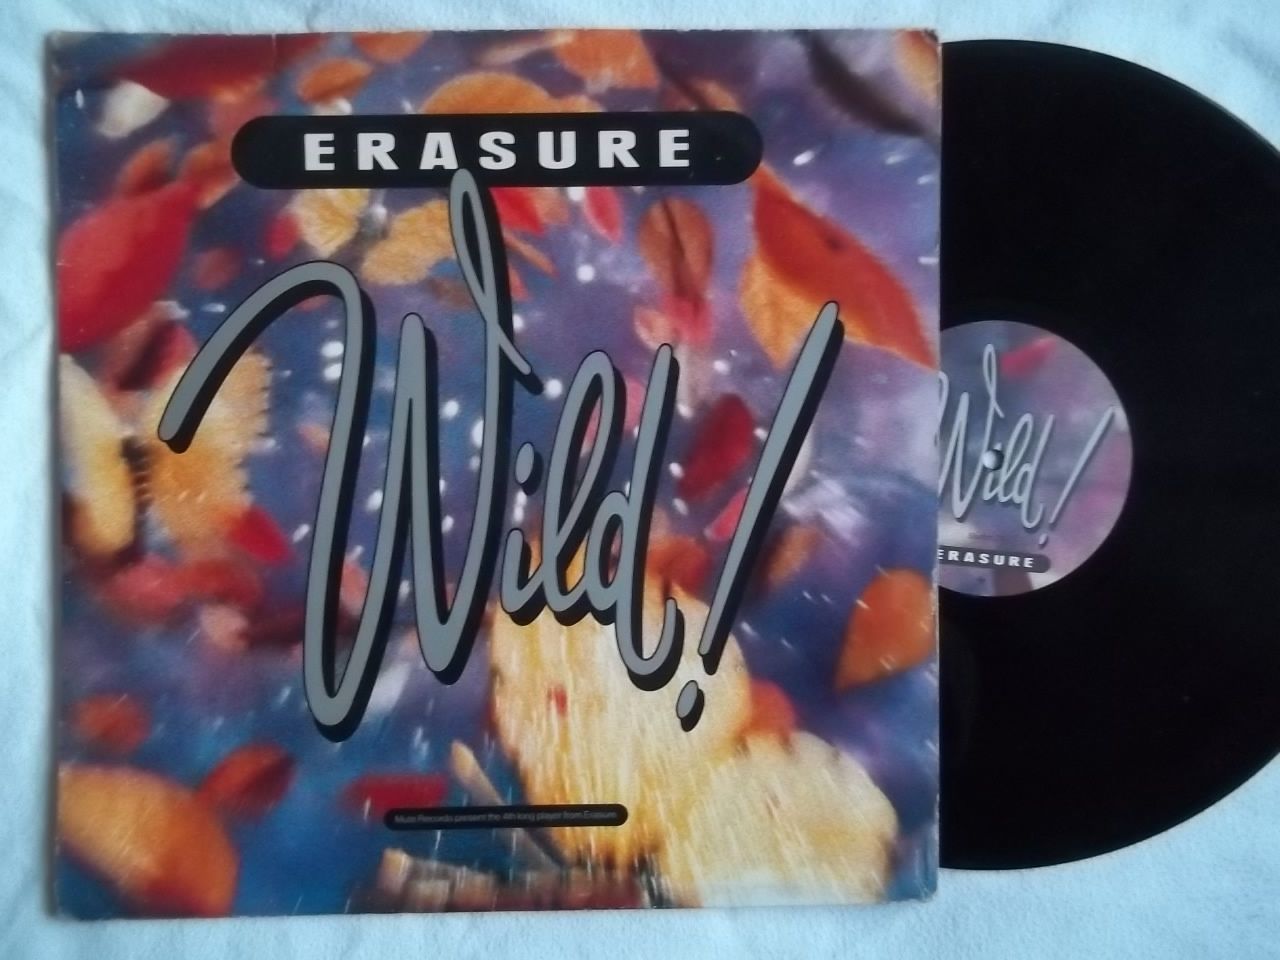 ERASURE
Wild!
Mute Records present the 4th long player from Erasure
Wild!
ERASURE